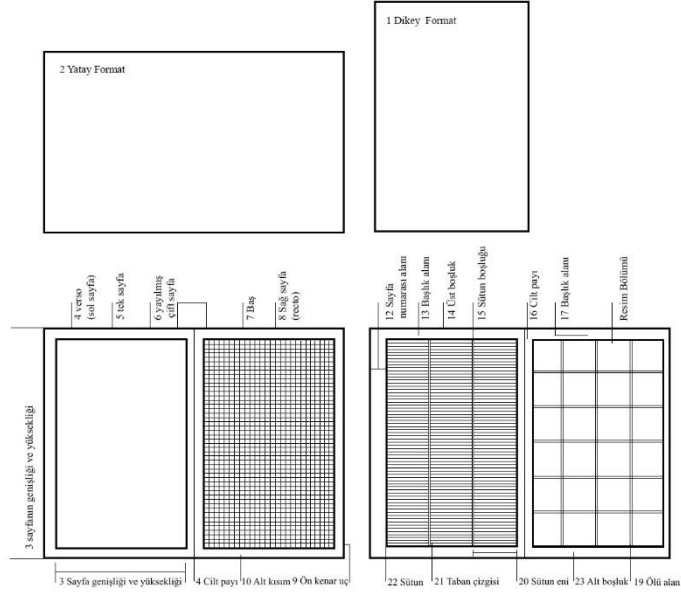 1 Dikey Format
2 Yatay Format
4 verso
(sol sayfa)
5 tek sayfa
6 yayılmış
çift sayfa
7 Baş
8 Sağ sayfa
(recto)
12 Sayfa
numarası alanı
13 Başlık alanı
14 Üst boşluk
15 Sütun boşluğu
16 Cilt payı
17 Başlık alanı
Resim Bölümü
3 sayfanın genişliği ve yüksekliği
3 Sayfa genişliği ve yüksekliği
4 Cilt payı
10 Alt kısım
9 Ön kenar uç
22 Sütun
21 Taban çizgisi
20 Sütun eni
23 Alt boşluk
19 Ölü alan